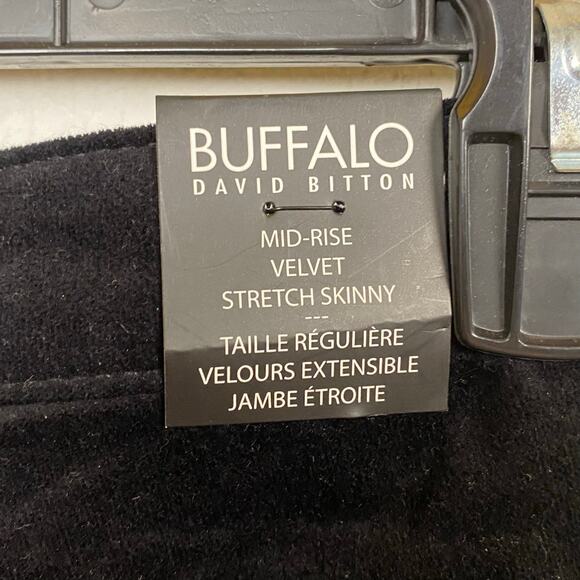 BUFFALO
DAVID BITTON
MID-RISE
VELVET
STRETCH SKINNY
---
TAILLE RÉGULIÈRE
VELOURS EXTENSIBLE
JAMBE ÉTROITE